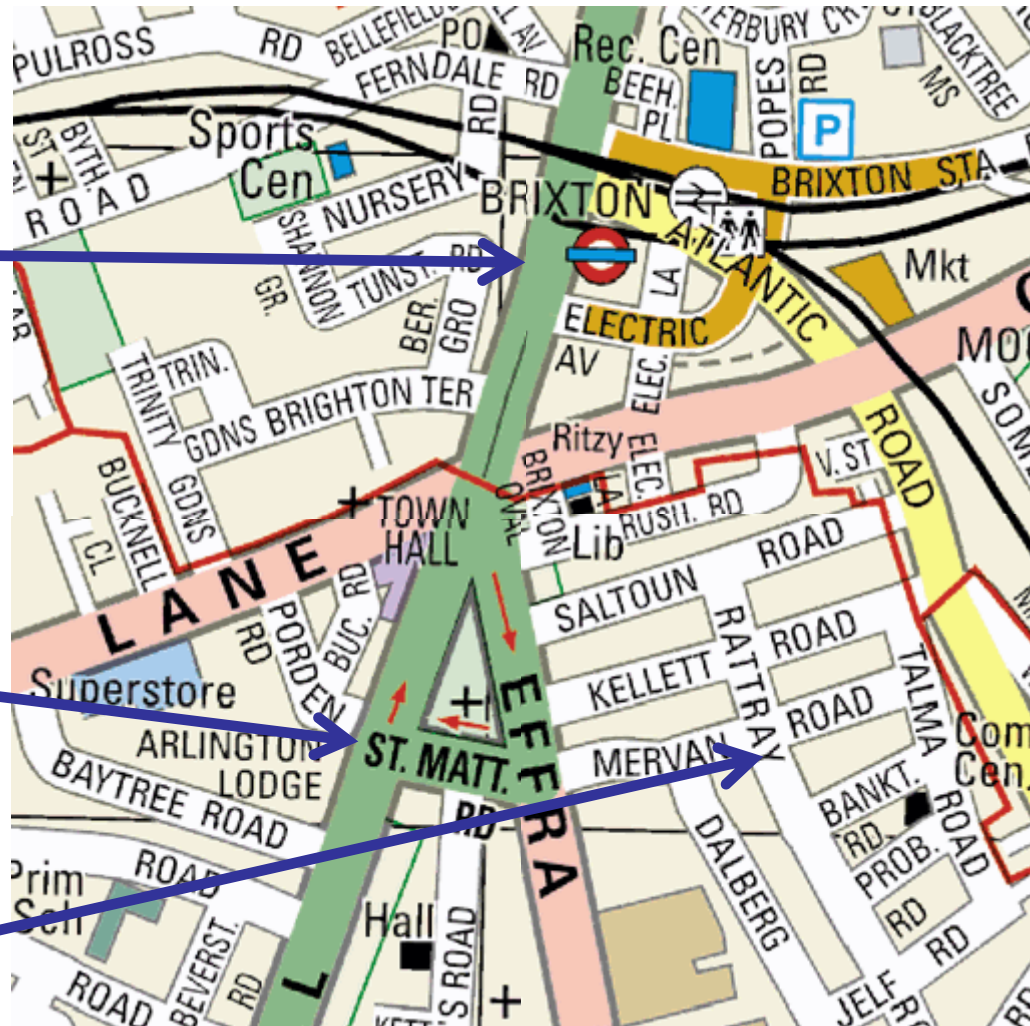 PULROSS RD
BELLEFIELDS
PO
AV
FERNDALE RD
Rec. Cen
BEEH.
PL
POPES RD
P
BLACKTREE
MS
ST
BYTH.
ROAD
Sports
Cen
RD
NURSERY
BRIXTON
BRIXTON STA
ATLANTIC ROAD
SHANNON
GR.
TUNST. RD
BER.
GRO
LA
ELECTRIC
AV
ELEC.
Mkt
TRINITY GDNS
TRIN.
GDNS
BRIGHTON TER
Ritzy
BRIXTON
OVAL
ELEC.
LA
RUSH. RD
V. ST
BUCKNELL
CL
TOWN
HALL
Lib
LANE
PORDEN
RD
BUC. RD
SALTOUN ROAD
KELLETT ROAD
MERVAN ROAD
RATTRAY
TALMA ROAD
Superstore
ARLINGTON
LODGE
ST. MATT.
RD
EFFRA
BAYTREE ROAD
Com
Cen
BANKT.
RD
PROB.
RD
DALBERG
Prim
Sch
ROAD
BEVERST.
RD
ROAD
Hall
'S ROAD
L
JELF RD